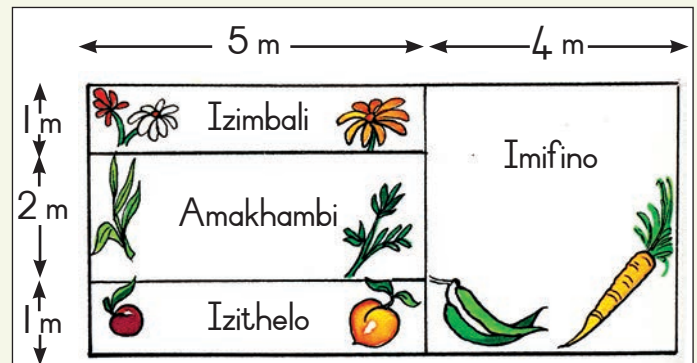 5 m 4 m
1 m
Izimbali
Imifino
2 m
Amakhambi
1 m
Izithelo